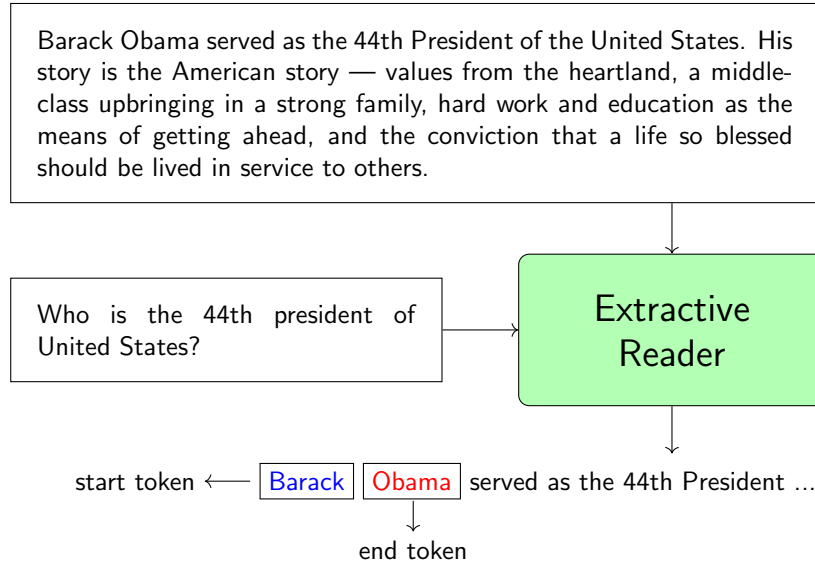 Barack Obama served as the 44th President of the United States. His
story is the American story — values from the heartland, a middle-
class upbringing in a strong family, hard work and education as the
means of getting ahead, and the conviction that a life so blessed
should be lived in service to others.
Who is the 44th president of
United States?
Extractive
Reader
start token Barack Obama served as the 44th President ...
end token